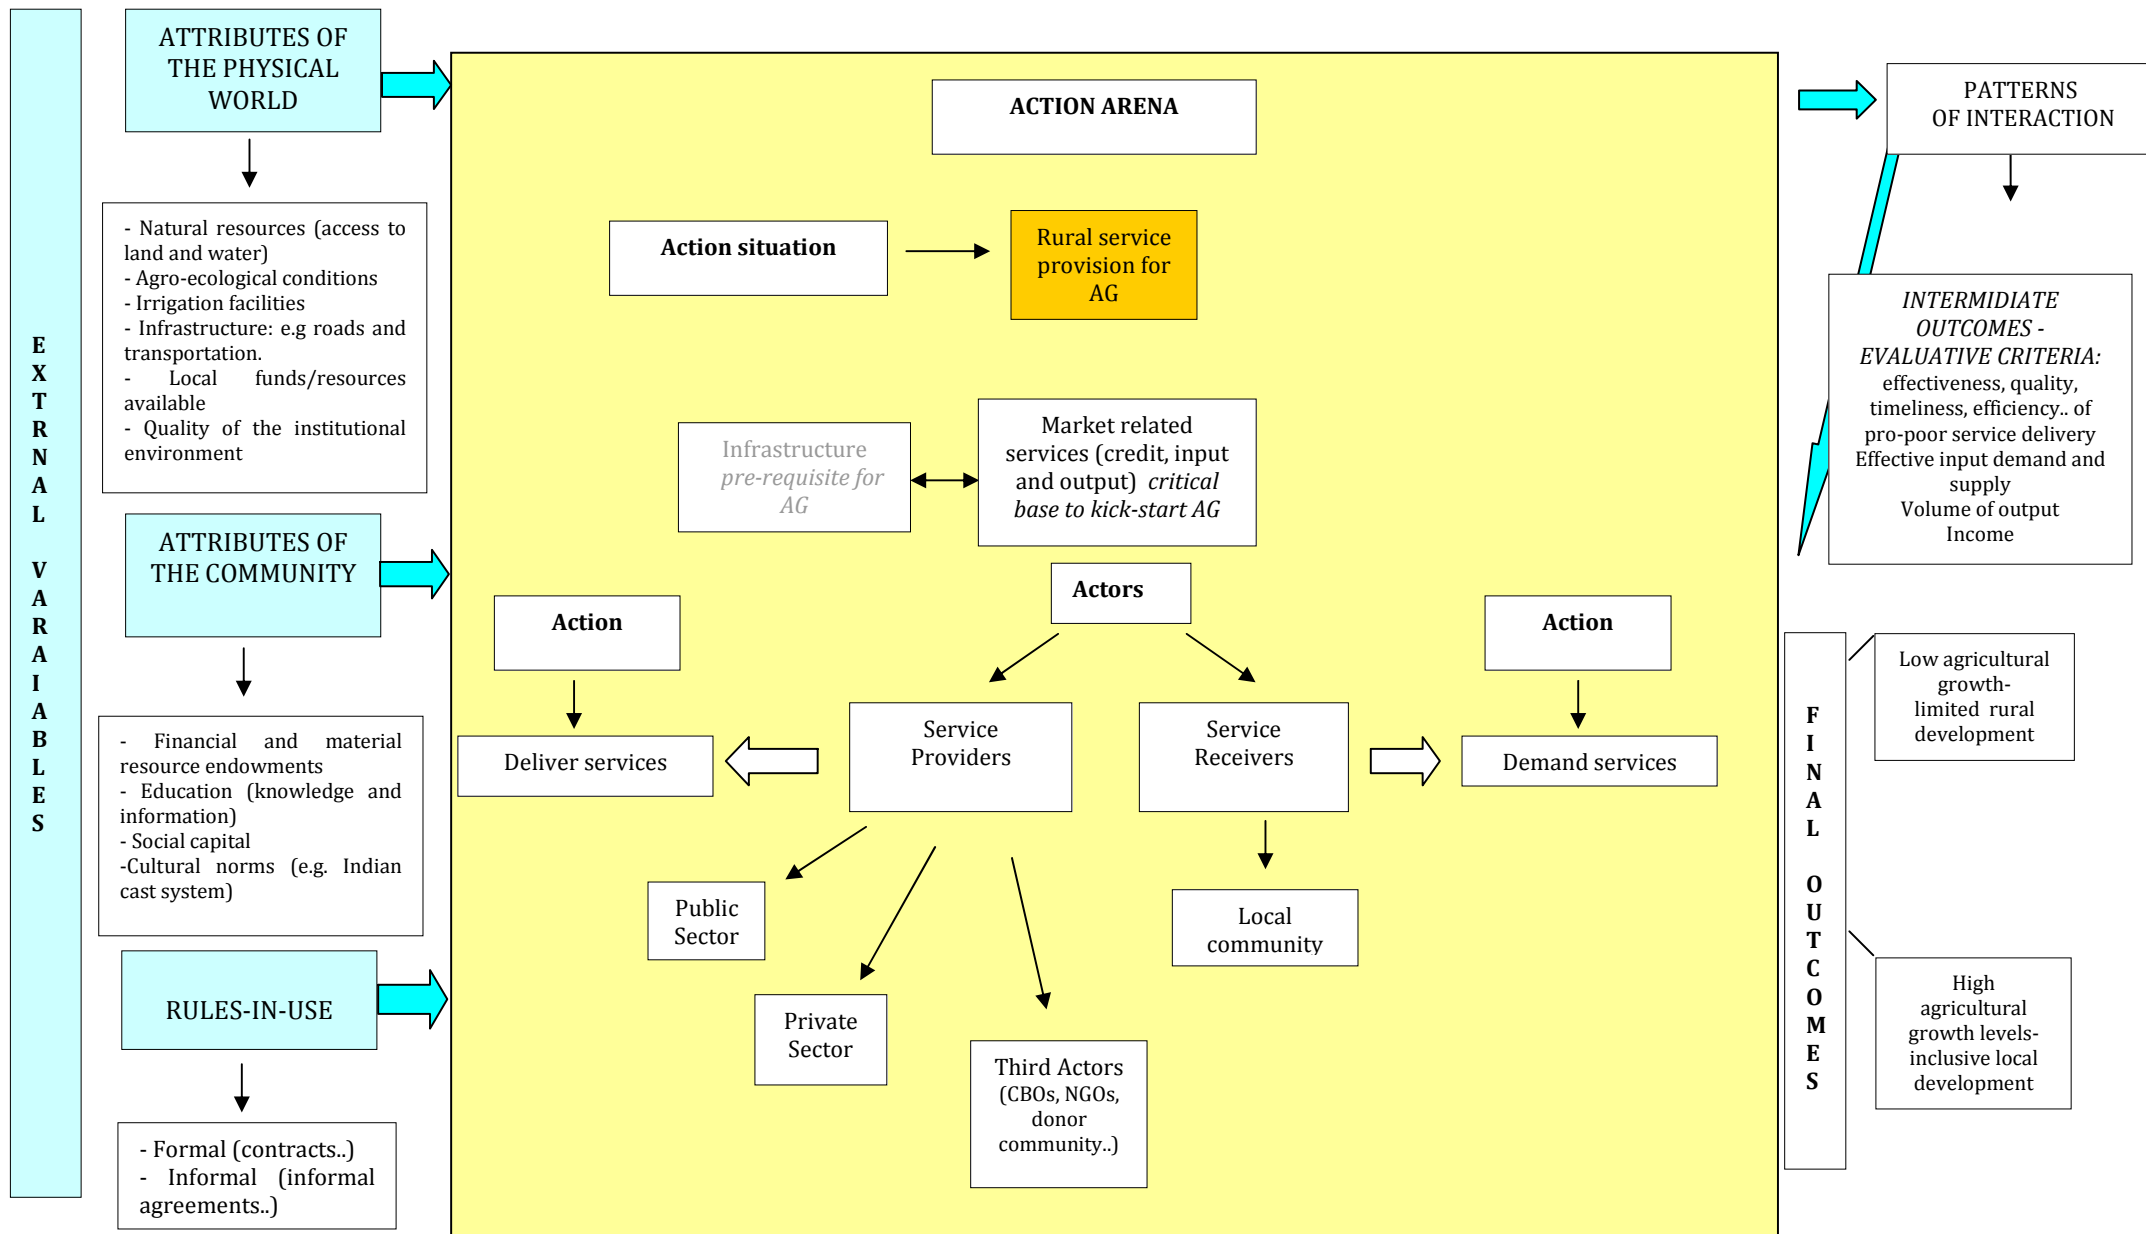 EXTRNAL VARAIABLES
ATTRIBUTES OF
THE PHYSICAL
WORLD
- Natural resources (access to
land and water)
- Agro-ecological conditions
- Irrigation facilities
- Infrastructure: e.g roads and
transportation.
- Local funds/resources
available
- Quality of the institutional
environment
ATTRIBUTES OF
THE COMMUNITY
- Financial and material
resource endowments
- Education (knowledge and
information)
- Social capital
-Cultural norms (e.g. Indian
cast system)
RULES-IN-USE
- Formal (contracts..)
- Informal (informal
agreements..)
ACTION ARENA
Action situation
Rural service
provision for
AG
Infrastructure
pre-requisite for
AG
Market related
services (credit, input
and output) critical
base to kick-start AG
Actors
Action
Deliver services
Service
Providers
Service
Receivers
Action
Demand services
Public
Sector
Private
Sector
Third Actors
(CBOs, NGOs,
donor
community..)
Local
community
PATTERNS
OF INTERACTION
INTERMIDIATE
OUTCOMES -
EVALUATIVE CRITERIA:
effectiveness, quality,
timeliness, efficiency.. of
pro-poor service delivery
Effective input demand and
supply
Volume of output
Income
FINAL OUTCOMES
Low agricultural
growth-
limited rural
development
High
agricultural
growth levels-
inclusive local
development